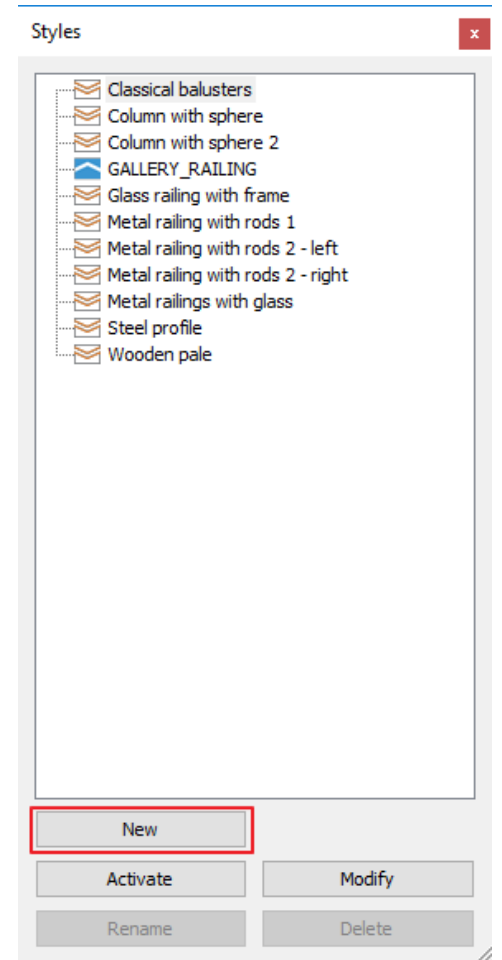 Styles
x
Classical balusters
Column with sphere
Column with sphere 2
GALLERY_RAILING
Glass railing with frame
Metal railing with rods 1
Metal railing with rods 2 - left
Metal railing with rods 2 - right
Metal railings with glass
Steel profile
Wooden pale
New
Activate Modify
Rename Delete